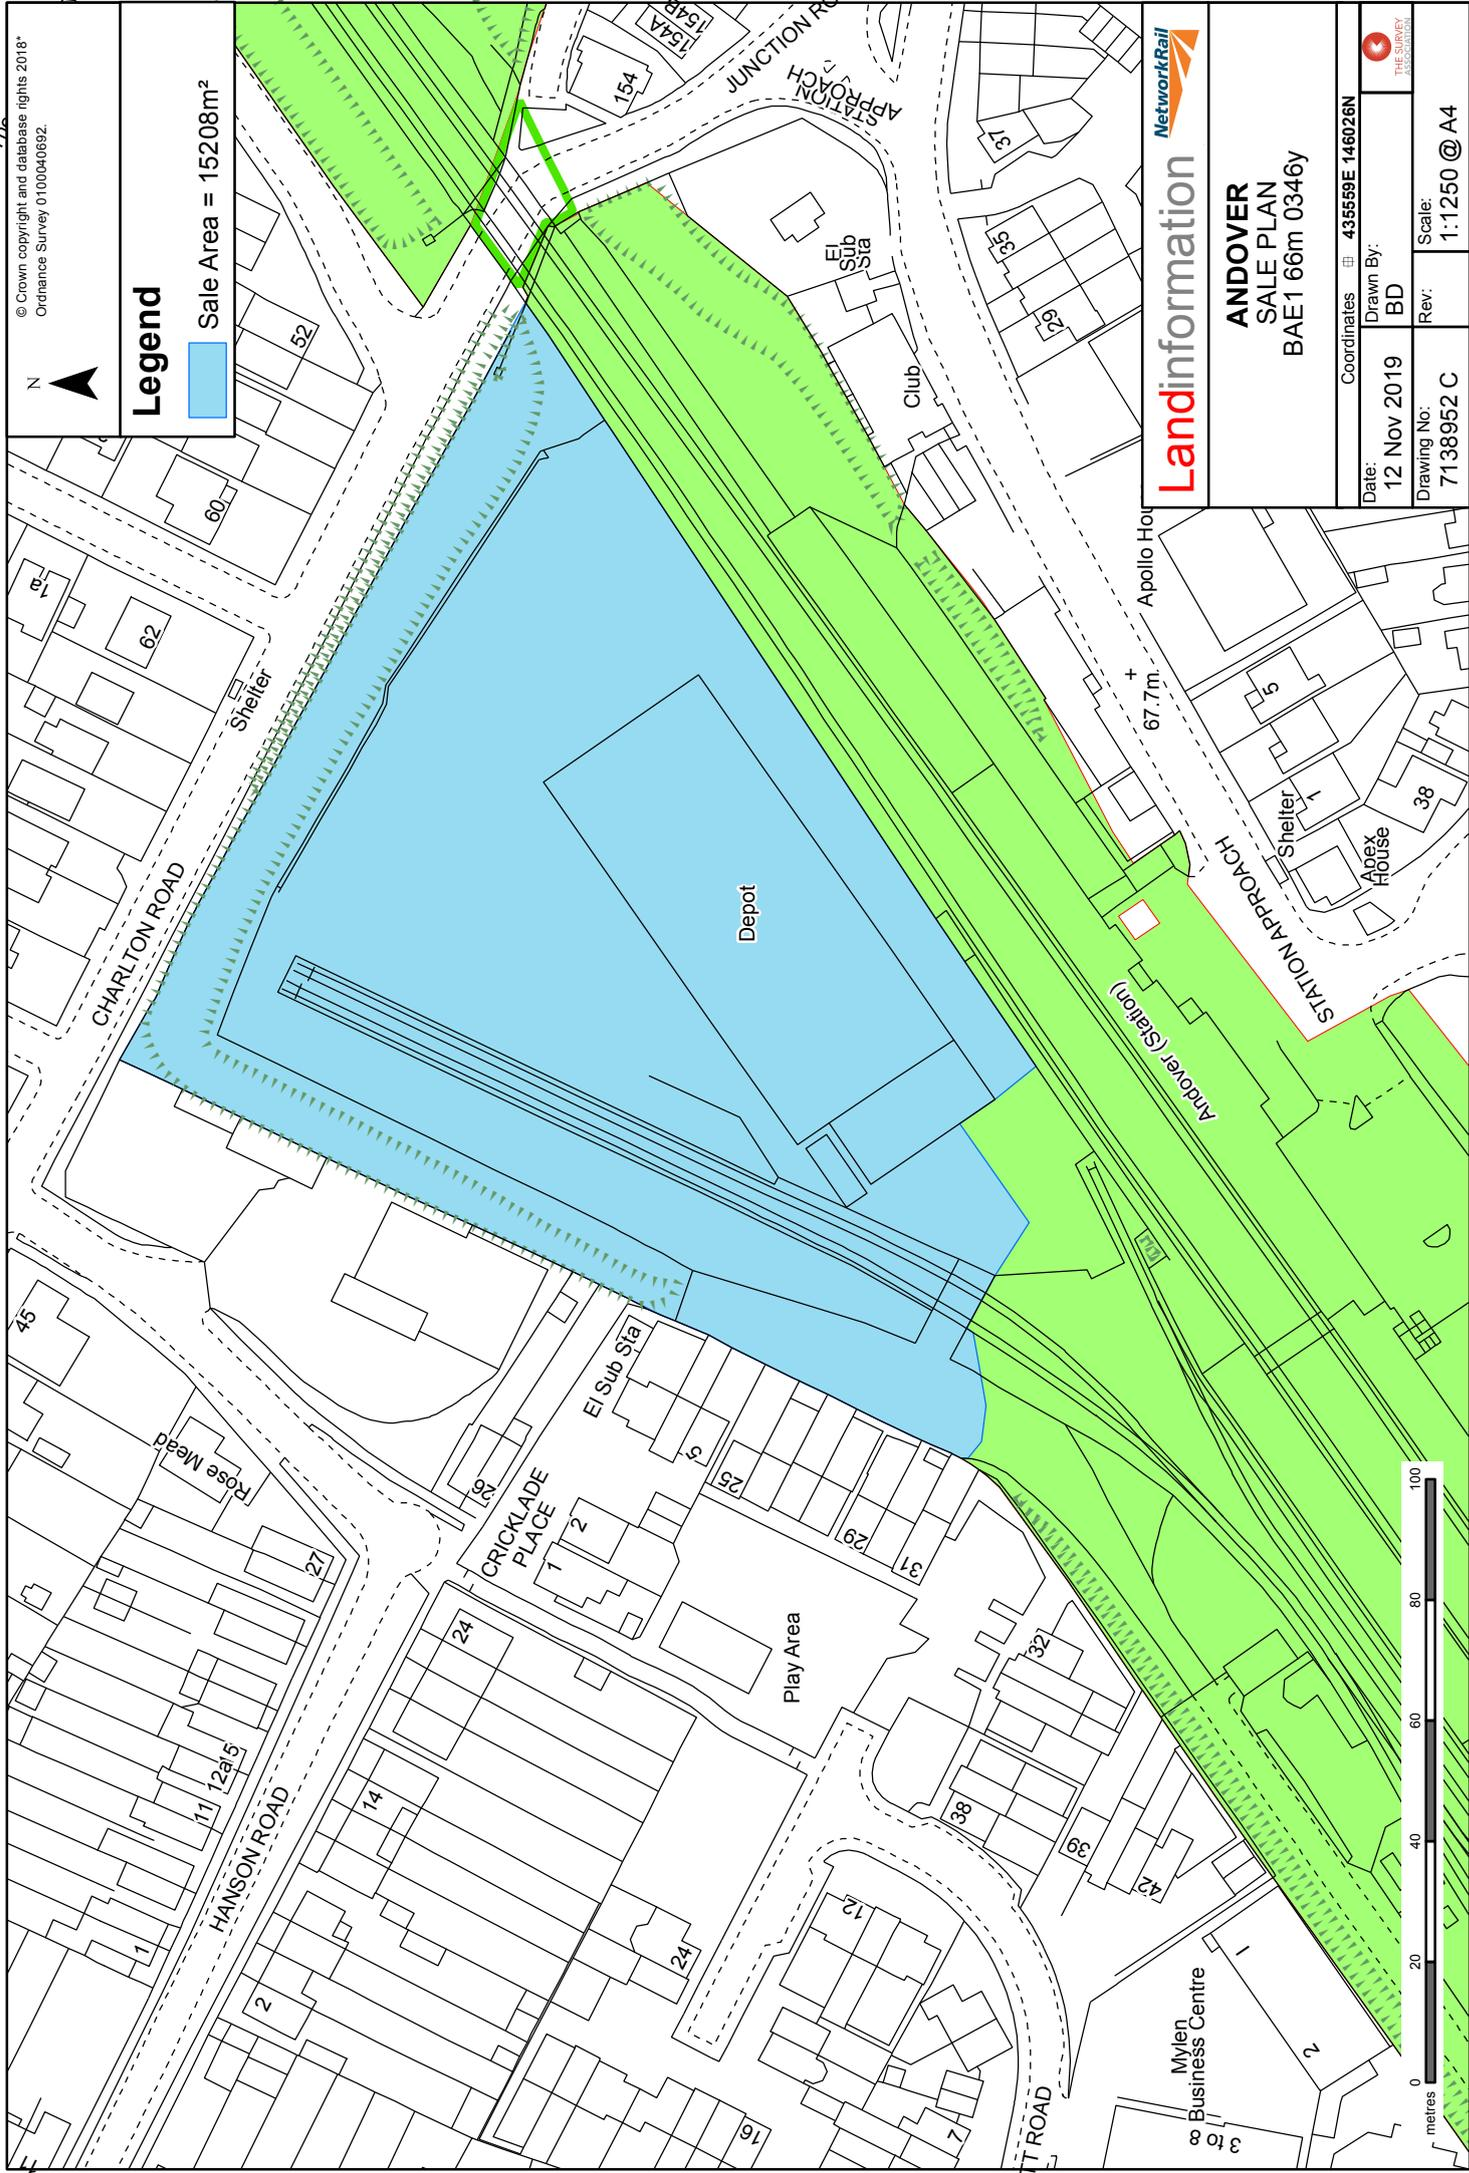 © Crown copyright and database rights 2018*
Ordnance Survey 0100040692.
N
Legend
Sale Area = 15208m²
45
Rose Mead
27
12a
15
11
1
HANSON ROAD
2
14
24
CHARLTON ROAD
Shelter
1a
62
60
52
154
154A
154B
JUNCTION RO
STATION
APPROACH
37
35
29
El
Sub
Sta
Club
El Sub Sta
26
CRICKLADE
PLACE
1
2
5
25
29
31
Play Area
24
16
12
7
32
38
39
42
TT ROAD
Mylen
Business Centre
3 to 8
1
2
Depot
Andover (Station)
STATION APPROACH
Apollo Hou
+
67.7m
5
1
Shelter
Apex
House
38
metres
0
20
40
60
80
100
Landinformation
NetworkRail
ANDOVER
SALE PLAN
BAE1 66m 0346y
Coordinates 435559E 146026N
Date:
12 Nov 2019
Drawn By:
BD
THE SURVEY
ASSOCIATION
Drawing No:
7138952 C
Rev:
Scale:
1:1250 @ A4